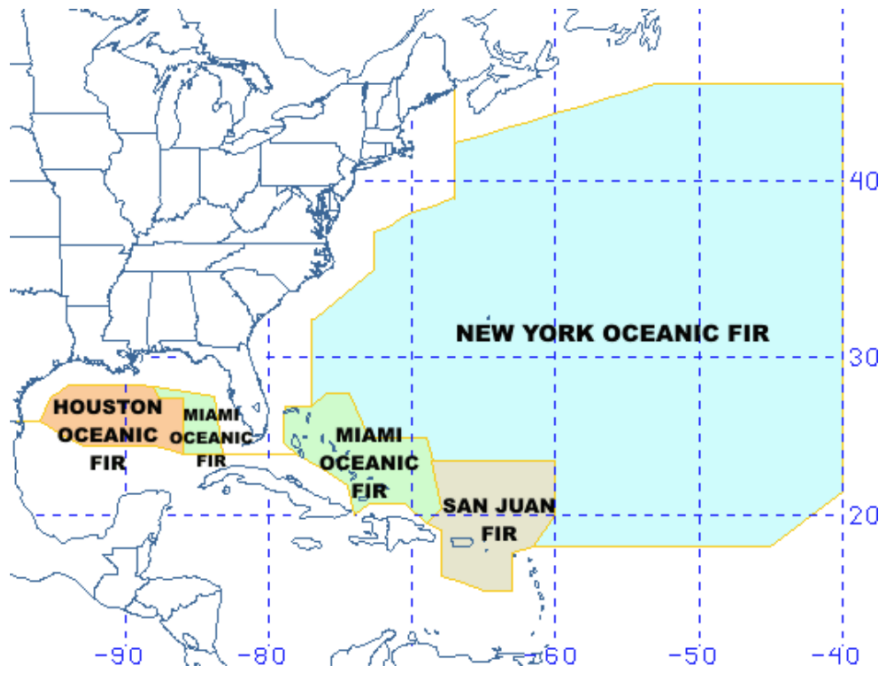 40
NEW YORK OCEANIC FIR
30
HOUSTON
OCEANIC
FIR
MIAMI
OCEANIC
FIR
MIAMI
OCEANIC
FIR
SAN JUAN
FIR
20
-90
-80
-60
-50
-40